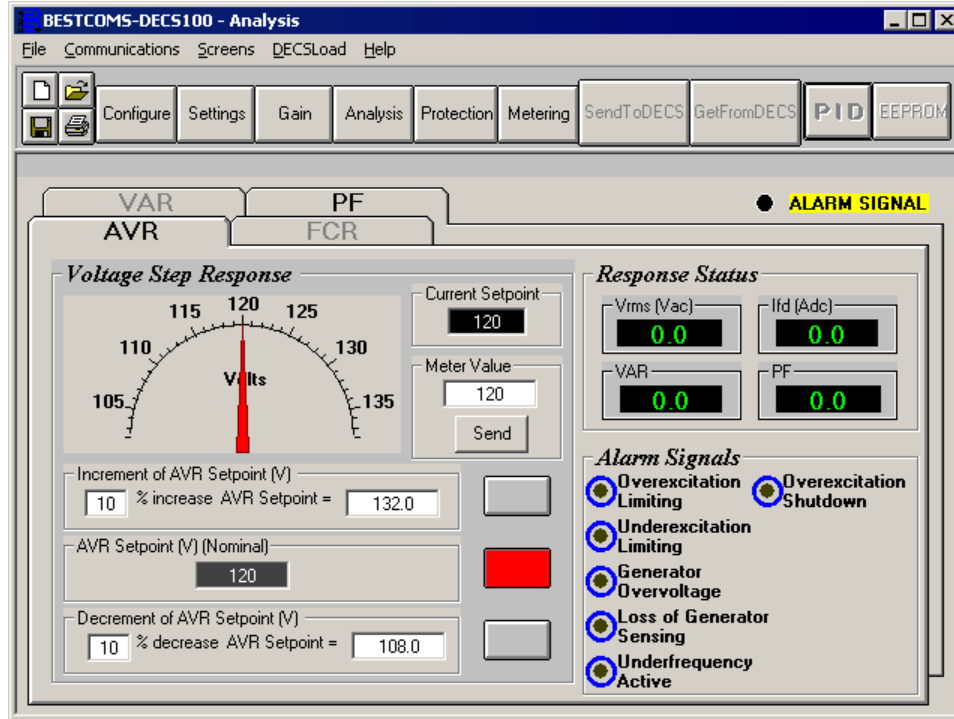 BESTCOMS-DECS100 - Analysis
File Communications Screens DECSLoad Help
Configure Settings Gain Analysis Protection Metering SendToDECS GetFromDECS PID EEPROM
VAR PF
ALARM SIGNAL
AVR FCR
Voltage Step Response
105 110 115 120 125 130 135
Volts
Current Setpoint
120
Meter Value
120
Send
Increment of AVR Setpoint (V)
10 % increase AVR Setpoint = 132.0
AVR Setpoint (V) (Nominal)
120
Decrement of AVR Setpoint (V)
10 % decrease AVR Setpoint = 108.0
Response Status
Vrms (Vac)
0.0
Ifd (Adc)
0.0
VAR
0.0
PF
0.0
Alarm Signals
Overexcitation
Limiting
Overexcitation
Shutdown
Underexcitation
Limiting
Generator
Overvoltage
Loss of Generator
Sensing
Underfrequency
Active